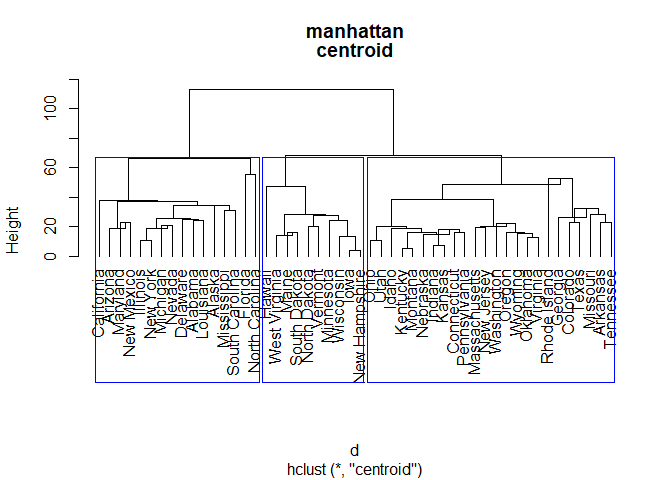 manhattan
centroid
Height
0
20
60
100
California
Arizona
Maryland
New Mexico
Illinois
New York
Michigan
Nevada
Delaware
Alabama
Louisiana
Alaska
Mississippi
South Carolina
Florida
North Carolina
Hawaii
West Virginia
Maine
South Dakota
North Dakota
Vermont
Minnesota
Wisconsin
Iowa
New Hampshire
Ohio
Utah
Idaho
Kentucky
Montana
Nebraska
Indiana
Kansas
Connecticut
Pennsylvania
Massachusetts
New Jersey
Washington
Oregon
Wyoming
Oklahoma
Virginia
Rhode Island
Georgia
Colorado
Texas
Missouri
Arkansas
Tennessee
d
hclust (*, "centroid")